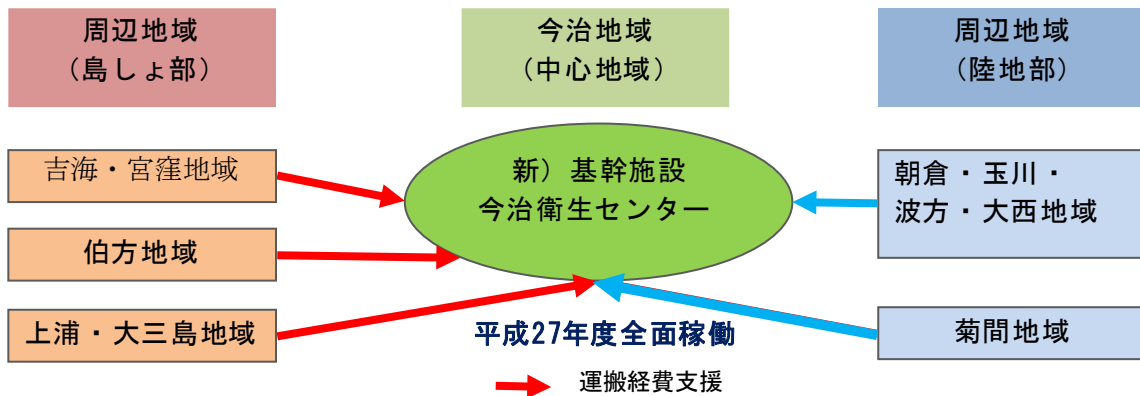 周辺地域
（島しょ部）
今治地域
（中心地域）
周辺地域
（陸地部）
吉海・宮窪地域
伯方地域
上浦・大三島地域
新）基幹施設
今治衛生センター
平成27年度全面稼働
運搬経費支援
朝倉・玉川・
波方・大西地域
菊間地域